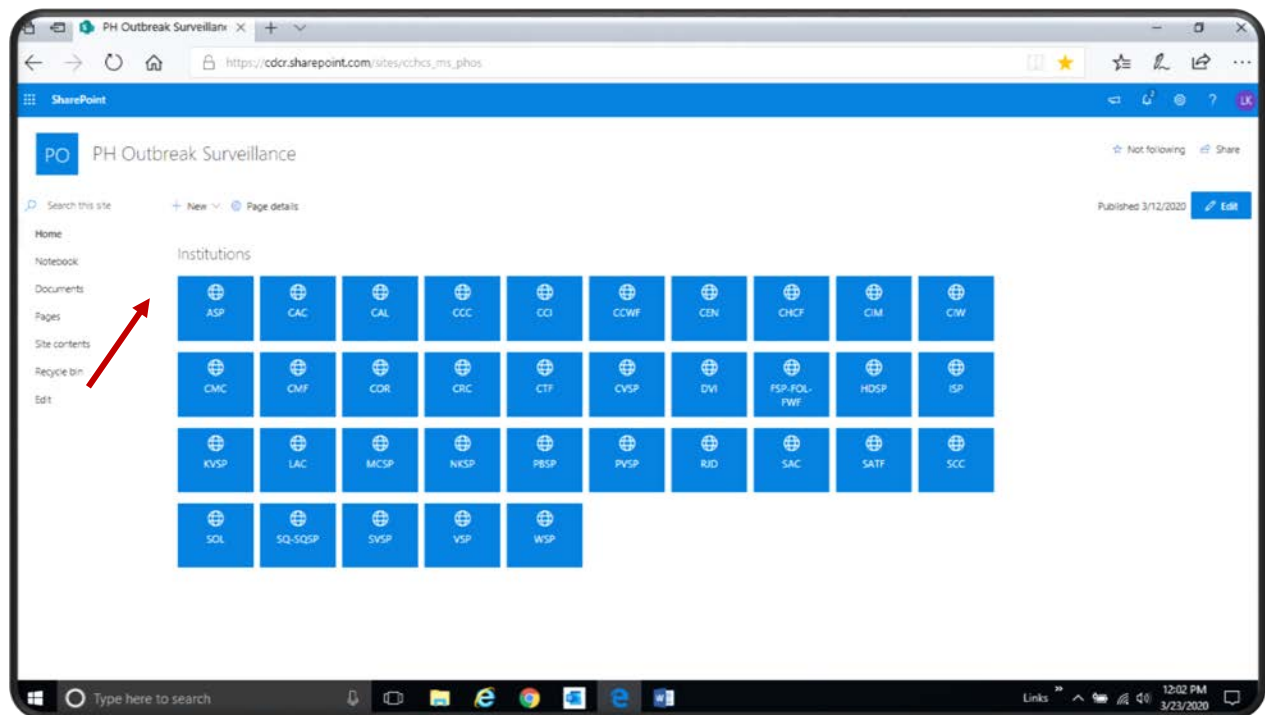 PH Outbreak Surveillanc
https://cdcr.sharepoint.com/sites/cchcs_ms_phos
SharePoint
2
?
LK
PO
PH Outbreak Surveillance
Not following
Share
Search this site
New
Page details
Published 3/12/2020
Edit
Home
Notebook
Documents
Pages
Site contents
Recycle bin
Edit
Institutions
ASP
CAC
CAL
CCC
CCI
CCWF
CEN
CHCF
CIM
CIW
CMC
CMF
COR
CRC
CTF
CVSP
DVI
FSP-FOL-
FWF
HDSP
ISP
KVSP
LAC
MCSP
NKSP
PBSP
PVSP
RJD
SAC
SATF
SCC
SOL
SQ-SQSP
SVSP
VSP
WSP
Type here to search
Links
12:02 PM
3/23/2020